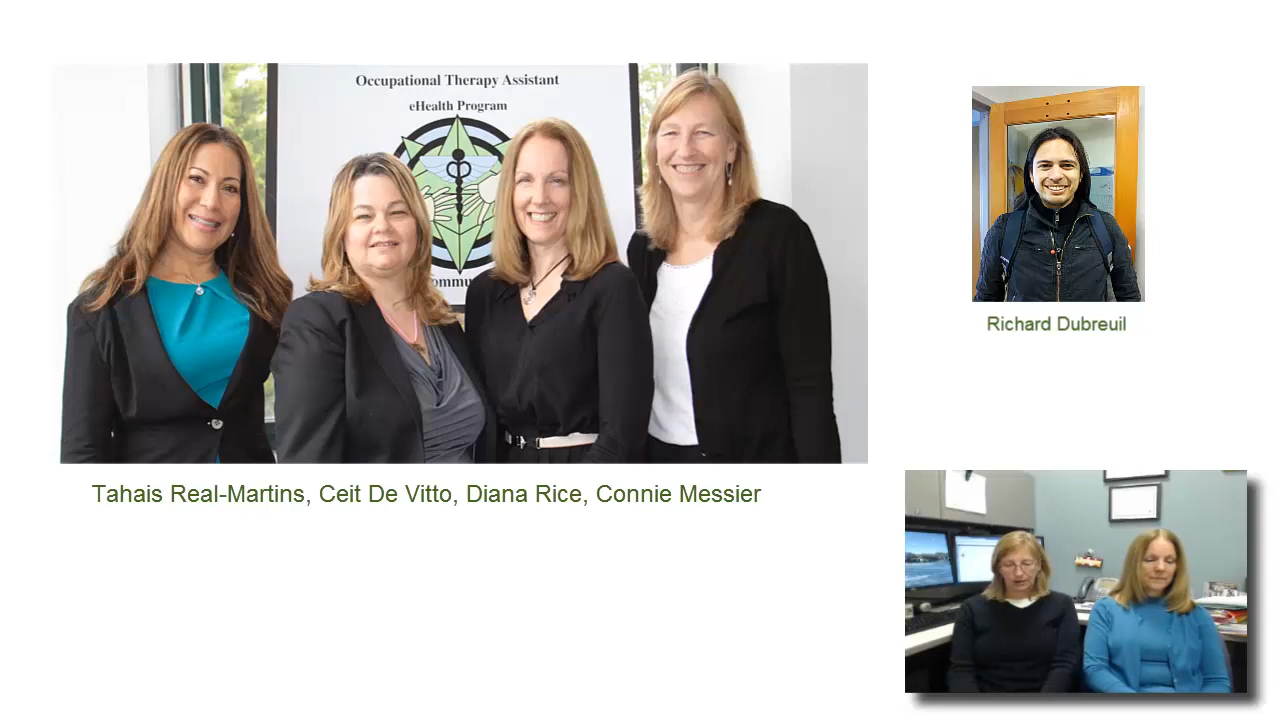 Occupational Therapy Assistant
eHealth Program
Richard Dubreuil
Tahais Real-Martins, Ceit De Vitto, Diana Rice, Connie Messier